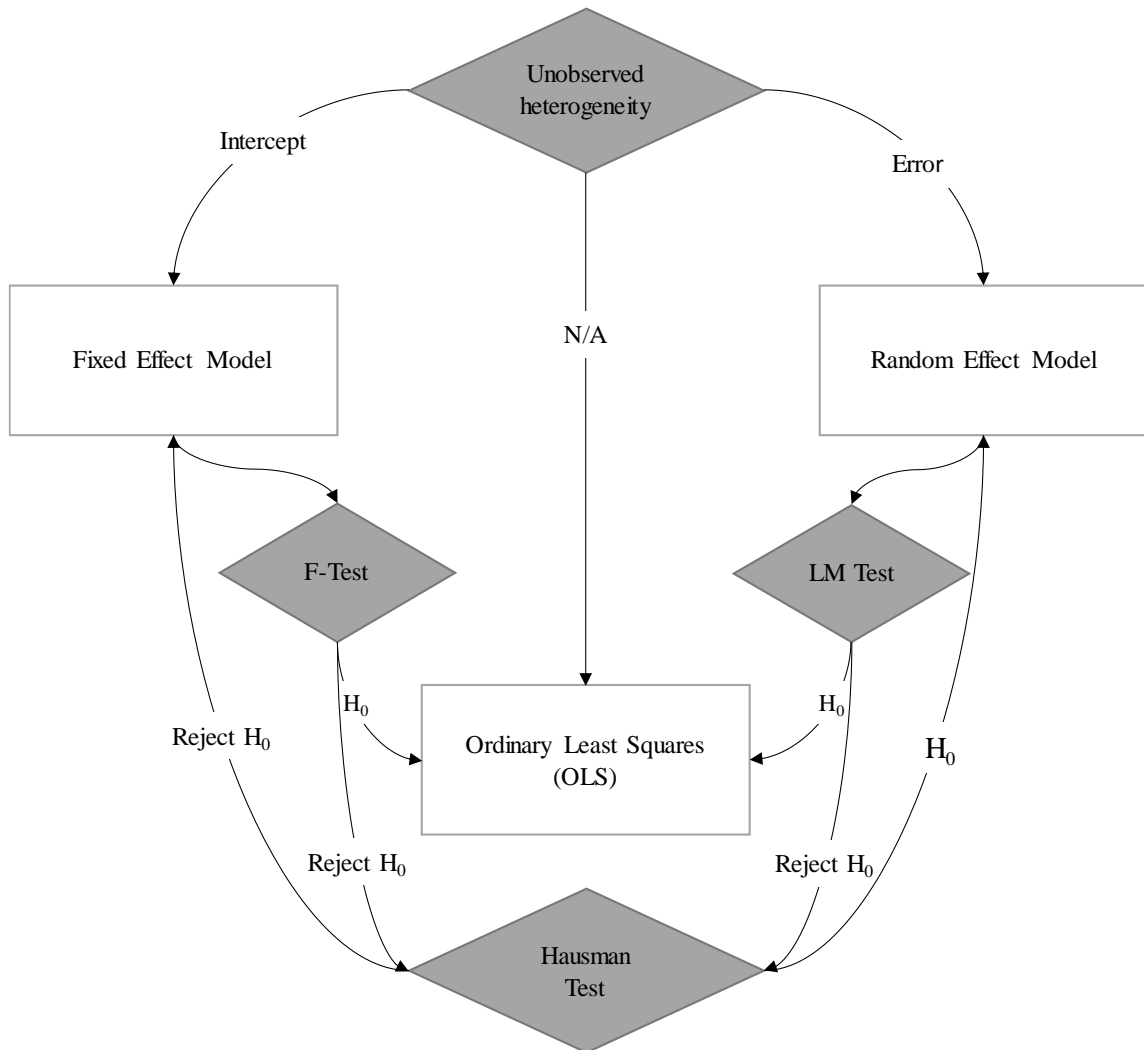 Unobserved
heterogeneity
Intercept
Error
N/A
Fixed Effect Model
Random Effect Model
F-Test
LM Test
H₀
H₀
Ordinary Least Squares
(OLS)
Reject H₀
H₀
Reject H₀
Reject H₀
Hausman
Test